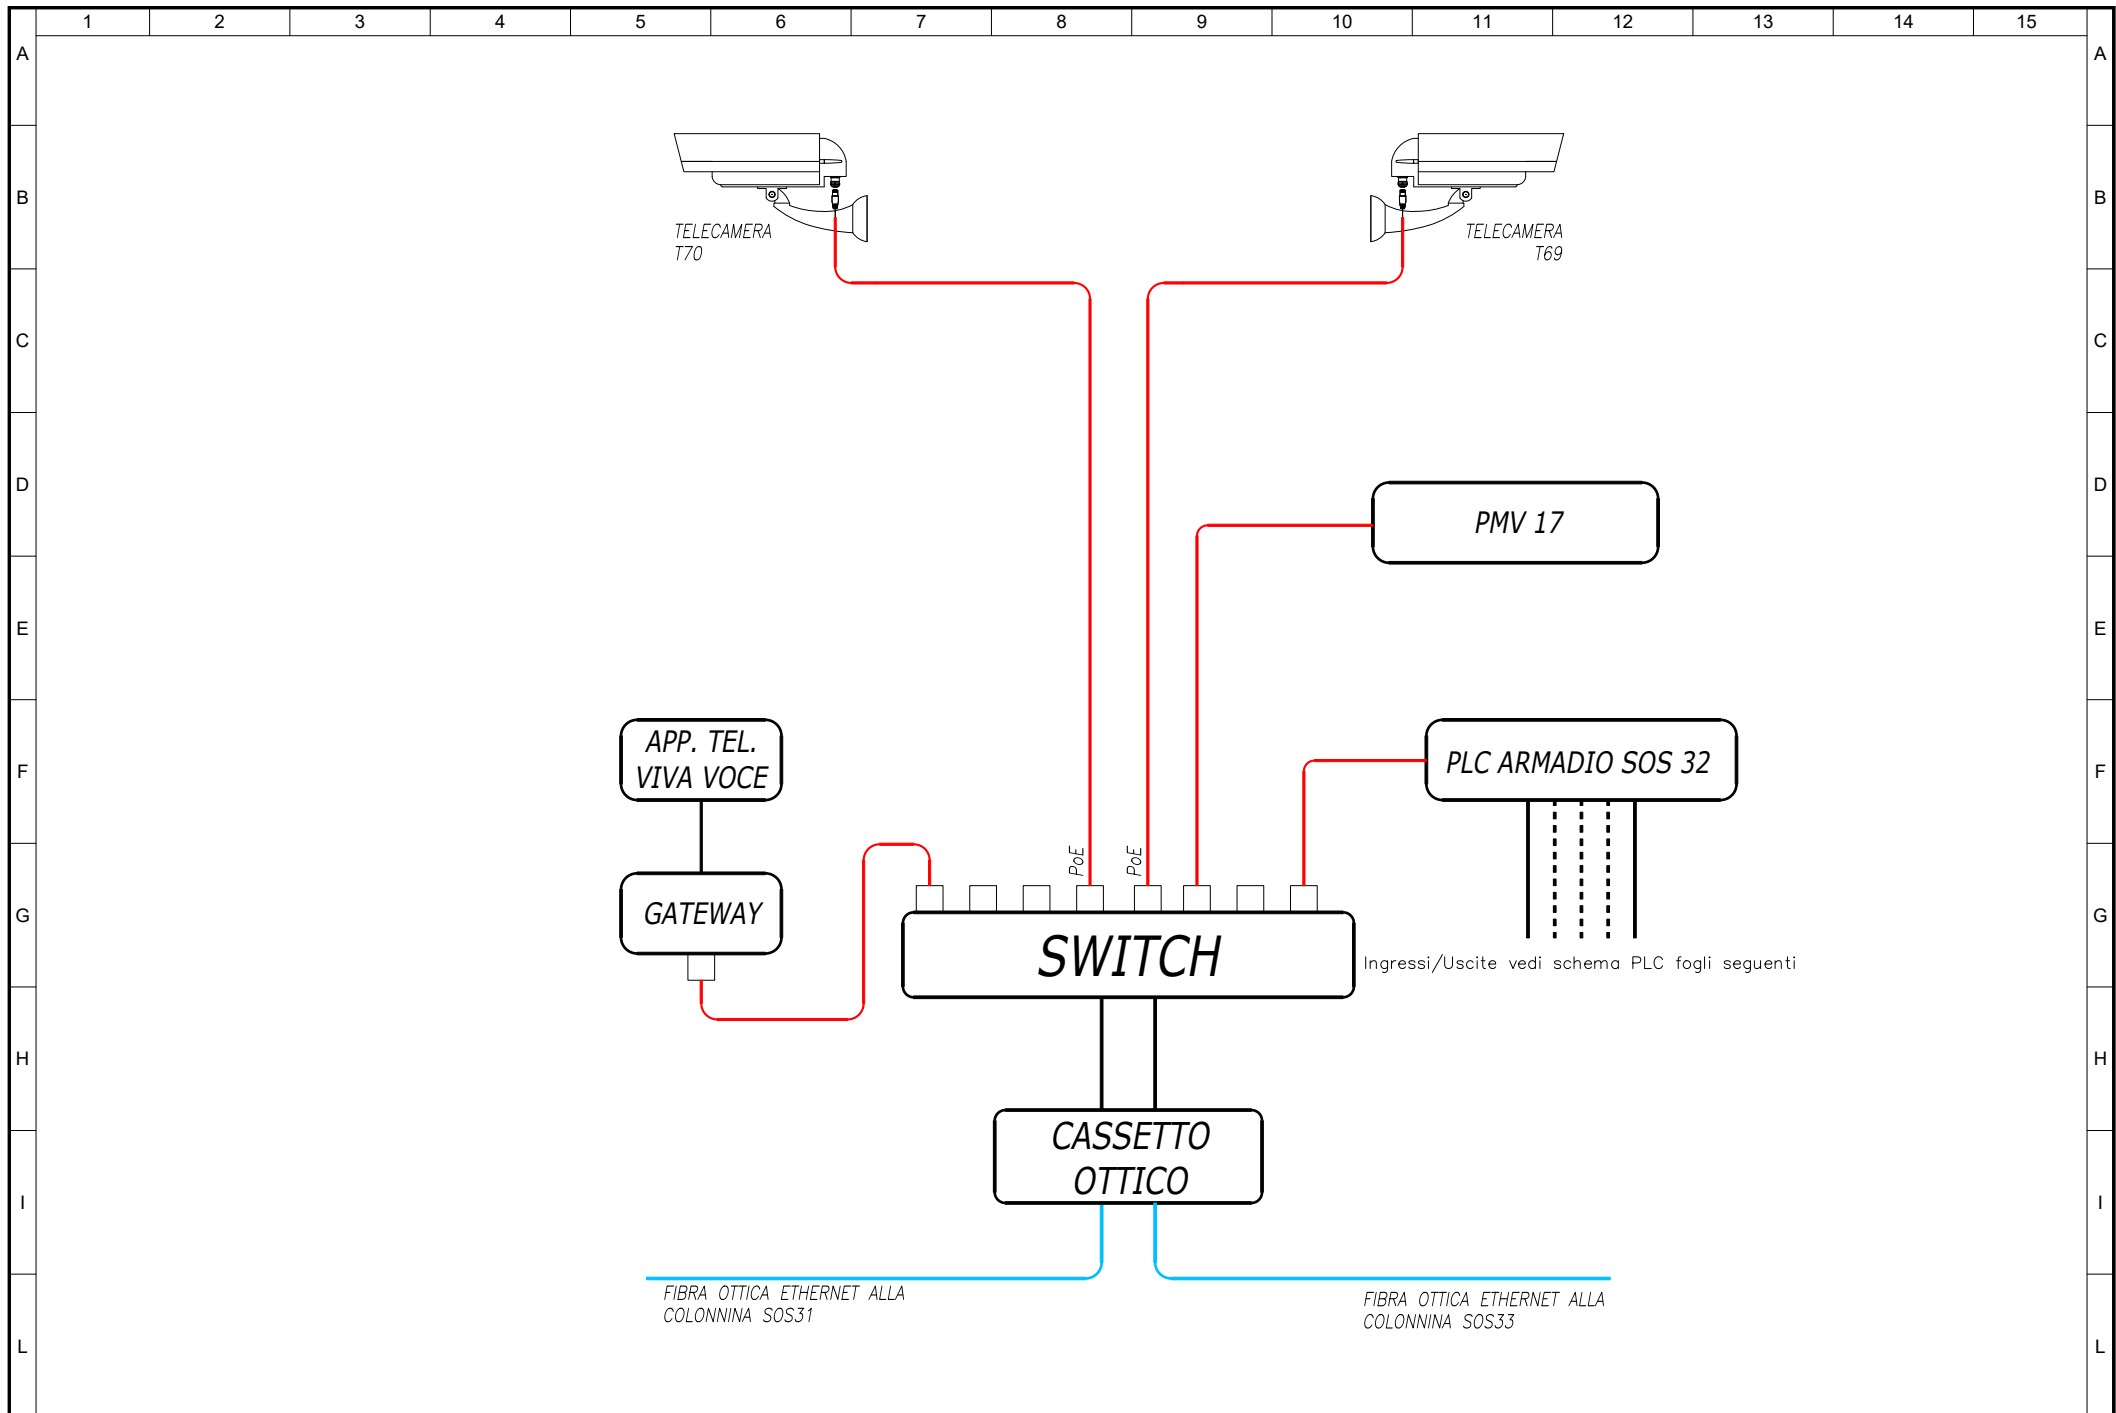 1 2 3 4 5 6 7 8 9 10 11 12 13 14 15
A A
B B
TELECAMERA
T70
TELECAMERA
T69
C C
D D
PMV 17
E E
APP. TEL.
VIVA VOCE
PLC ARMADIO SOS 32
F F
PoE PoE
GATEWAY
SWITCH
G G
Ingressi/Uscite vedi schema PLC fogli seguenti
H H
CASSETTO
OTTICO
I I
FIBRA OTTICA ETHERNET ALLA
COLONNINA SOS31
FIBRA OTTICA ETHERNET ALLA
COLONNINA SOS33
L L